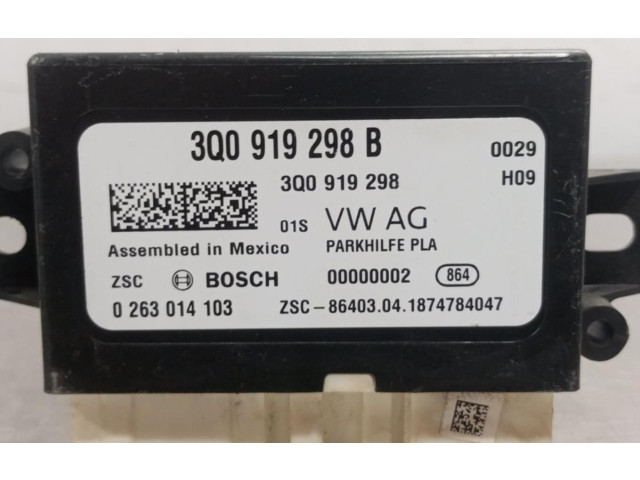 3Q0 919 298 B 0029
3Q0 919 298 H09
01S VW AG
Assembled in Mexico PARKHILFE PLA
ZSC BOSCH 00000002 864
0 263 014 103 ZSC-86403.04.1874784047